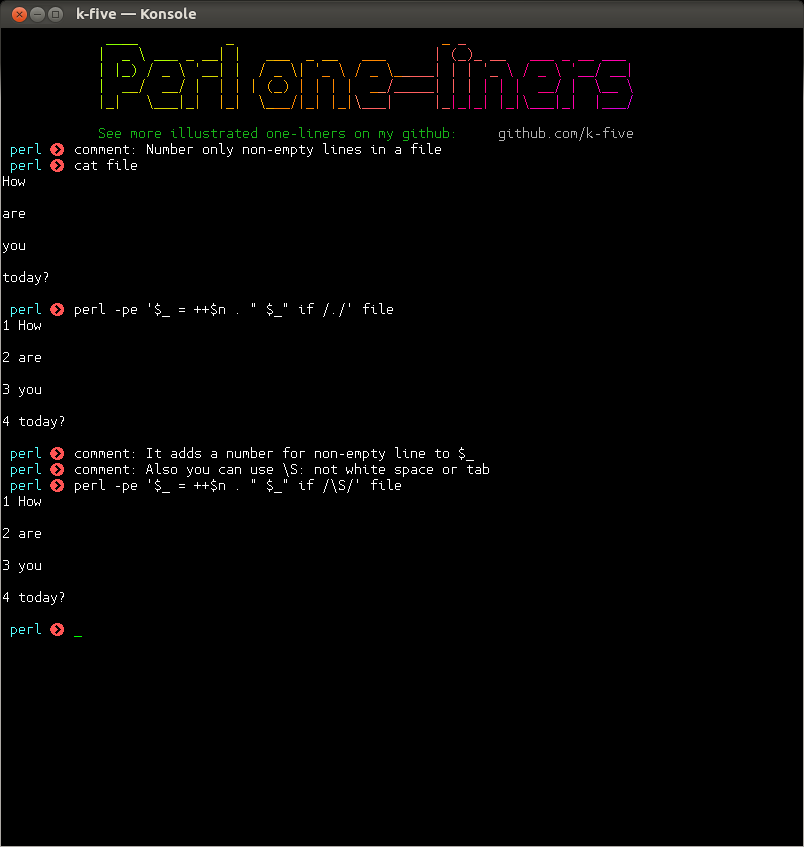 k-five — Konsole
Perl one-liners
See more illustrated one-liners on my github: github.com/k-five
perl comment: Number only non-empty lines in a file
perl cat file
How
are
you
today?
perl perl -pe '$_ = ++$n . " $_" if /./' file
1 How
2 are
3 you
4 today?
perl comment: It adds a number for non-empty line to $_
perl comment: Also you can use \S: not white space or tab
perl perl -pe '$_ = ++$n . " $_" if /\S/' file
1 How
2 are
3 you
4 today?
perl _